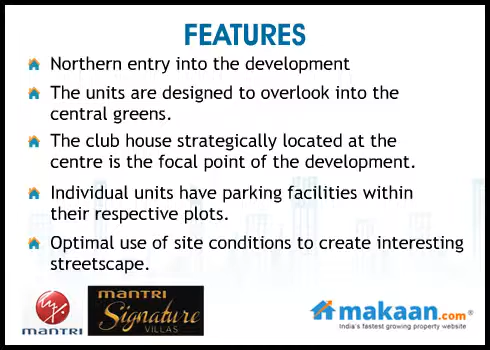 FEATURES
Northern entry into the development
The units are designed to overlook into the
central greens.
The club house strategically located at the
centre is the focal point of the development.
Individual units have parking facilities within
their respective plots.
Optimal use of site conditions to create interesting
streetscape.
MANTRI
MANTRI
Signature
VILLAS
makaan.com®
India's fastest growing property website